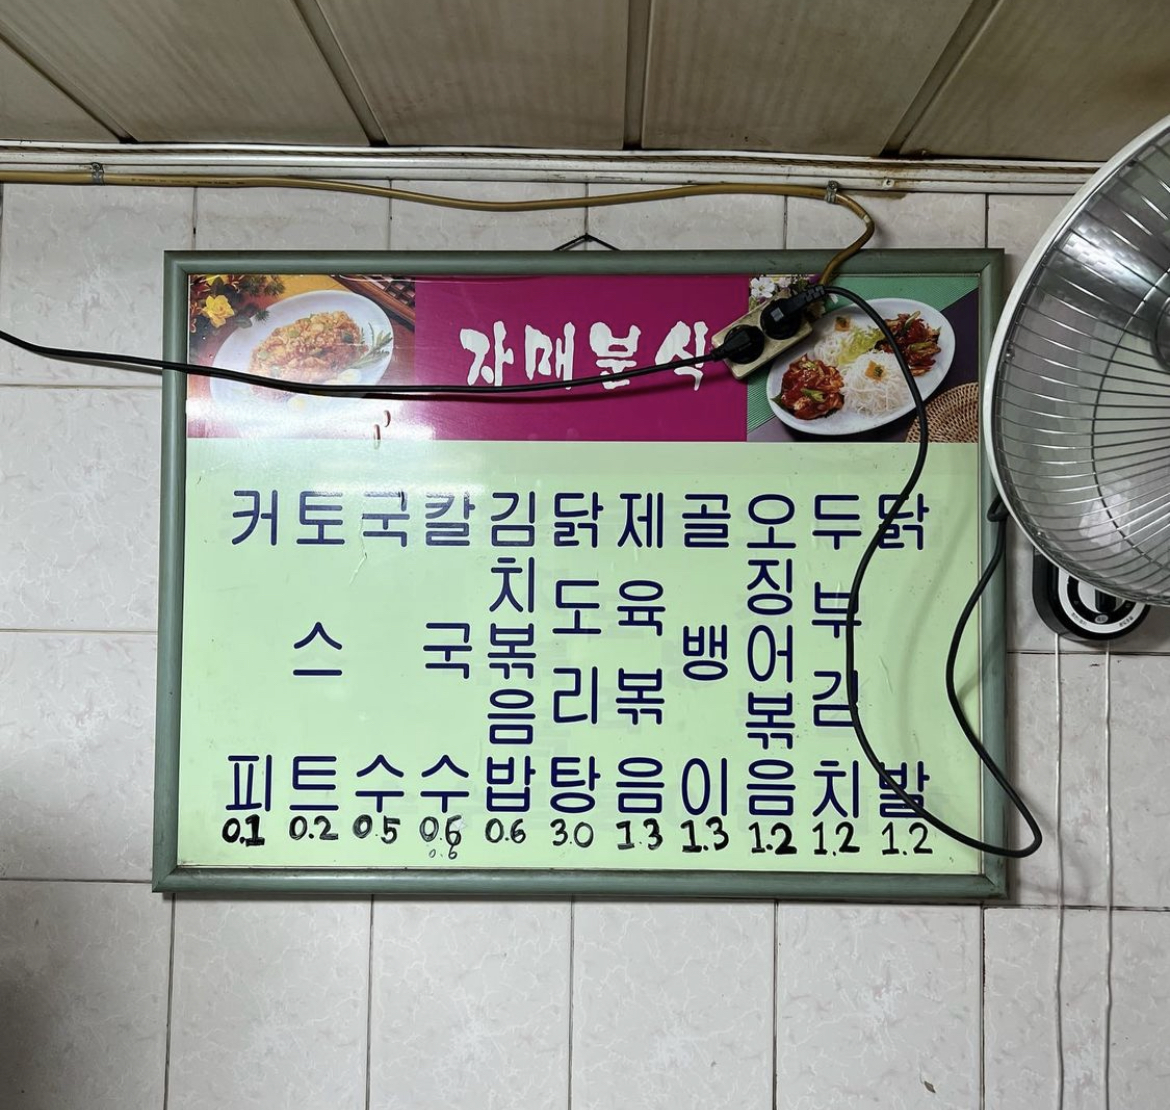 자매분식
커피
0.1
토스트
0.2
국수
0.5
칼국수
0.6
0.6
김치볶음밥
0.6
닭도리탕
3.0
제육볶음
1.3
골뱅이
1.3
오징어볶음
1.2
두부김치
1.2
닭발
1.2